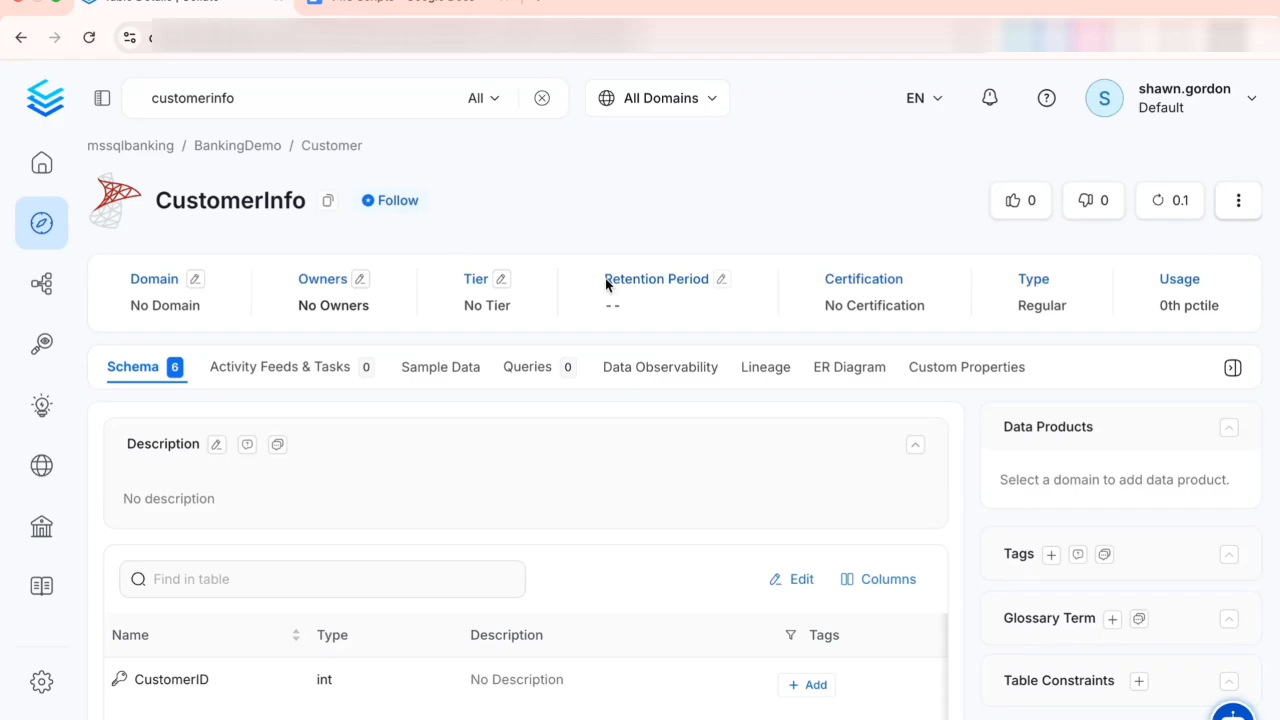 customerinfo
All
All Domains
EN
S
shawn.gordon
Default
mssqlbanking / BankingDemo / Customer
CustomerInfo
Follow
0
0
0.1
Domain
Owners
Tier
Retention Period
Certification
Type
Usage
No Domain
No Owners
No Tier
--
No Certification
Regular
0th pctile
Schema 6
Activity Feeds & Tasks 0
Sample Data
Queries 0
Data Observability
Lineage
ER Diagram
Custom Properties
Description
No description
Data Products
Select a domain to add data product.
Tags
Glossary Term
Table Constraints
Find in table
Edit
Columns
Name
Type
Description
Tags
CustomerID
int
No Description
+ Add